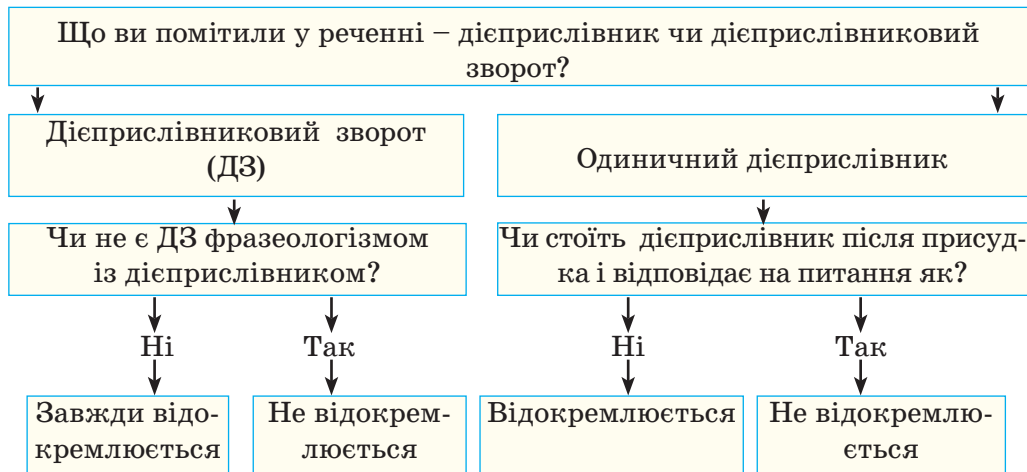 Що ви помітили у реченні – дієприслівник чи дієприслівниковий
зворот?
Дієприслівниковий зворот
(ДЗ)
Одиничний дієприслівник
Чи не є ДЗ фразеологізмом
із дієприслівником?
Чи стоїть дієприслівник після присуд-
ка і відповідає на питання як?
Ні
Так
Ні
Так
Завжди відо-
кремлюється
Не відокрем-
люється
Відокремлюється
Не відокремлю-
ється